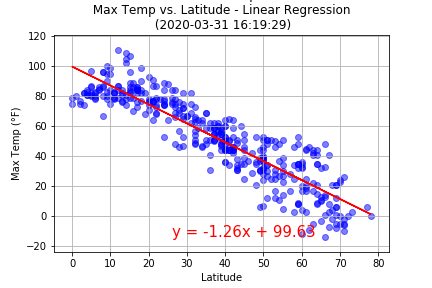 Max Temp vs. Latitude - Linear Regression
(2020-03-31 16:19:29)
120
100
80
60
40
20
0
−20
Max Temp (°F)
y = -1.26x + 99.63
0 10 20 30 40 50 60 70 80
Latitude